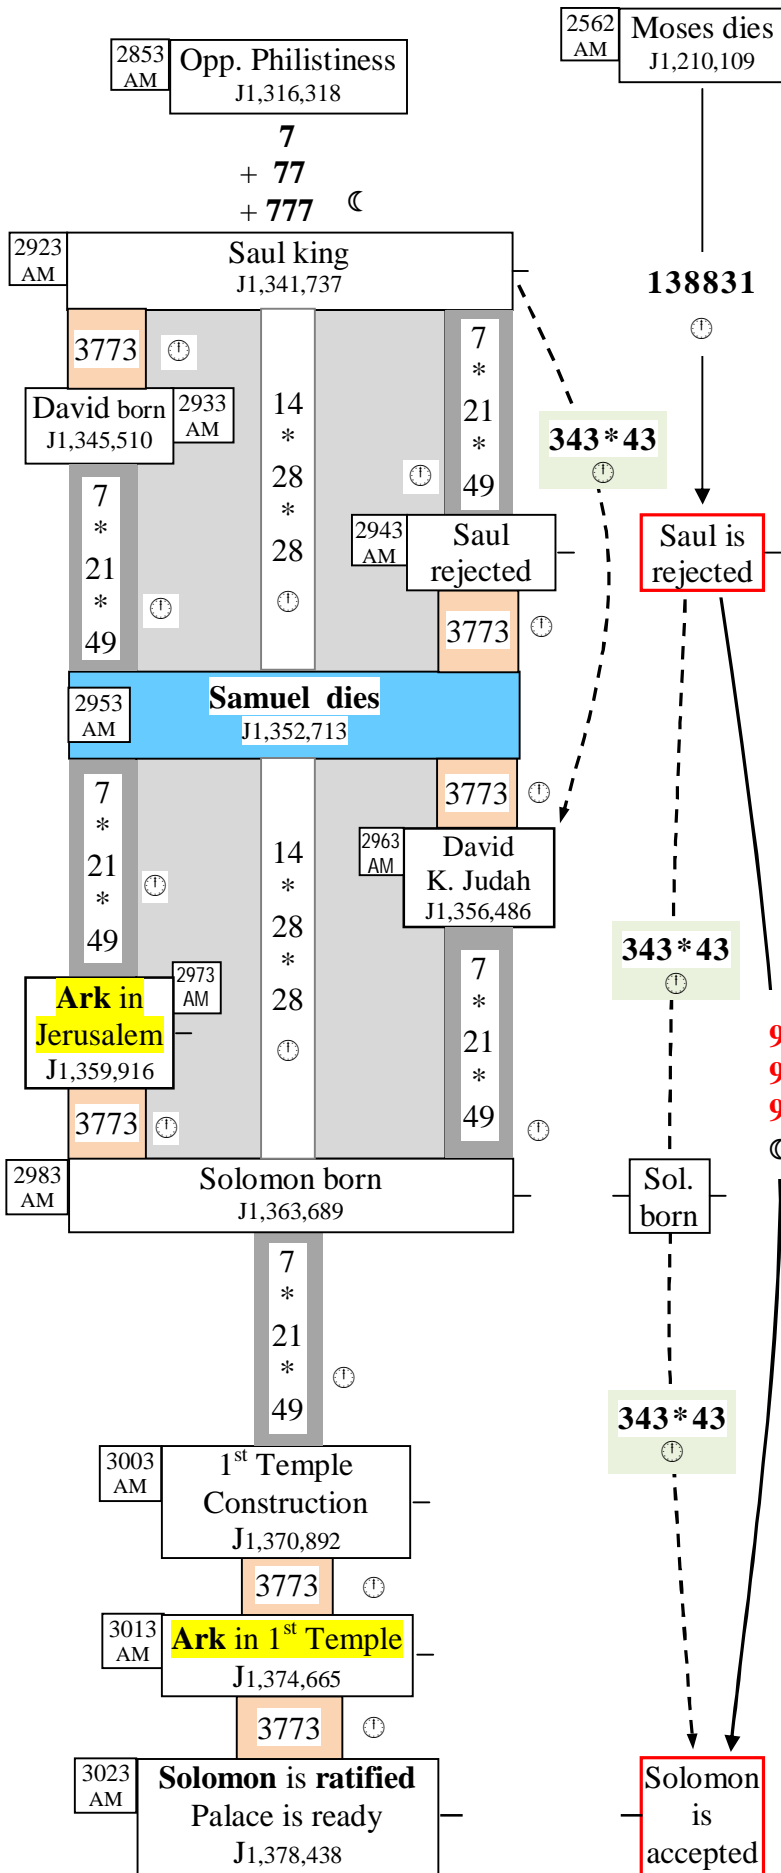 2853
AM
Opp. Philistiness
J1,316,318
7
+ 77
+ 777 ☾
2923
AM
Saul king
J1,341,737
3773
David born
J1,345,510
2933
AM
7
*
21
*
49
14
*
28
*
28
7
*
21
*
49
343*43
2943
AM
Saul
rejected
3773
2953
AM
Samuel dies
J1,352,713
7
*
21
*
49
14
*
28
*
28
3773
2963
AM
David
K. Judah
J1,356,486
7
*
21
*
49
Ark in
Jerusalem
J1,359,916
2973
AM
3773
2983
AM
Solomon born
J1,363,689
7
*
21
*
49
3003
AM
1st Temple
Construction
J1,370,892
3773
3013
AM
Ark in 1st Temple
J1,374,665
3773
3023
AM
Solomon is ratified
Palace is ready
J1,378,438
2562
AM
Moses dies
J1,210,109
138831
Saul is
rejected
343*43
9
9
9
☾
Sol.
born
343*43
Solomon
is
accepted